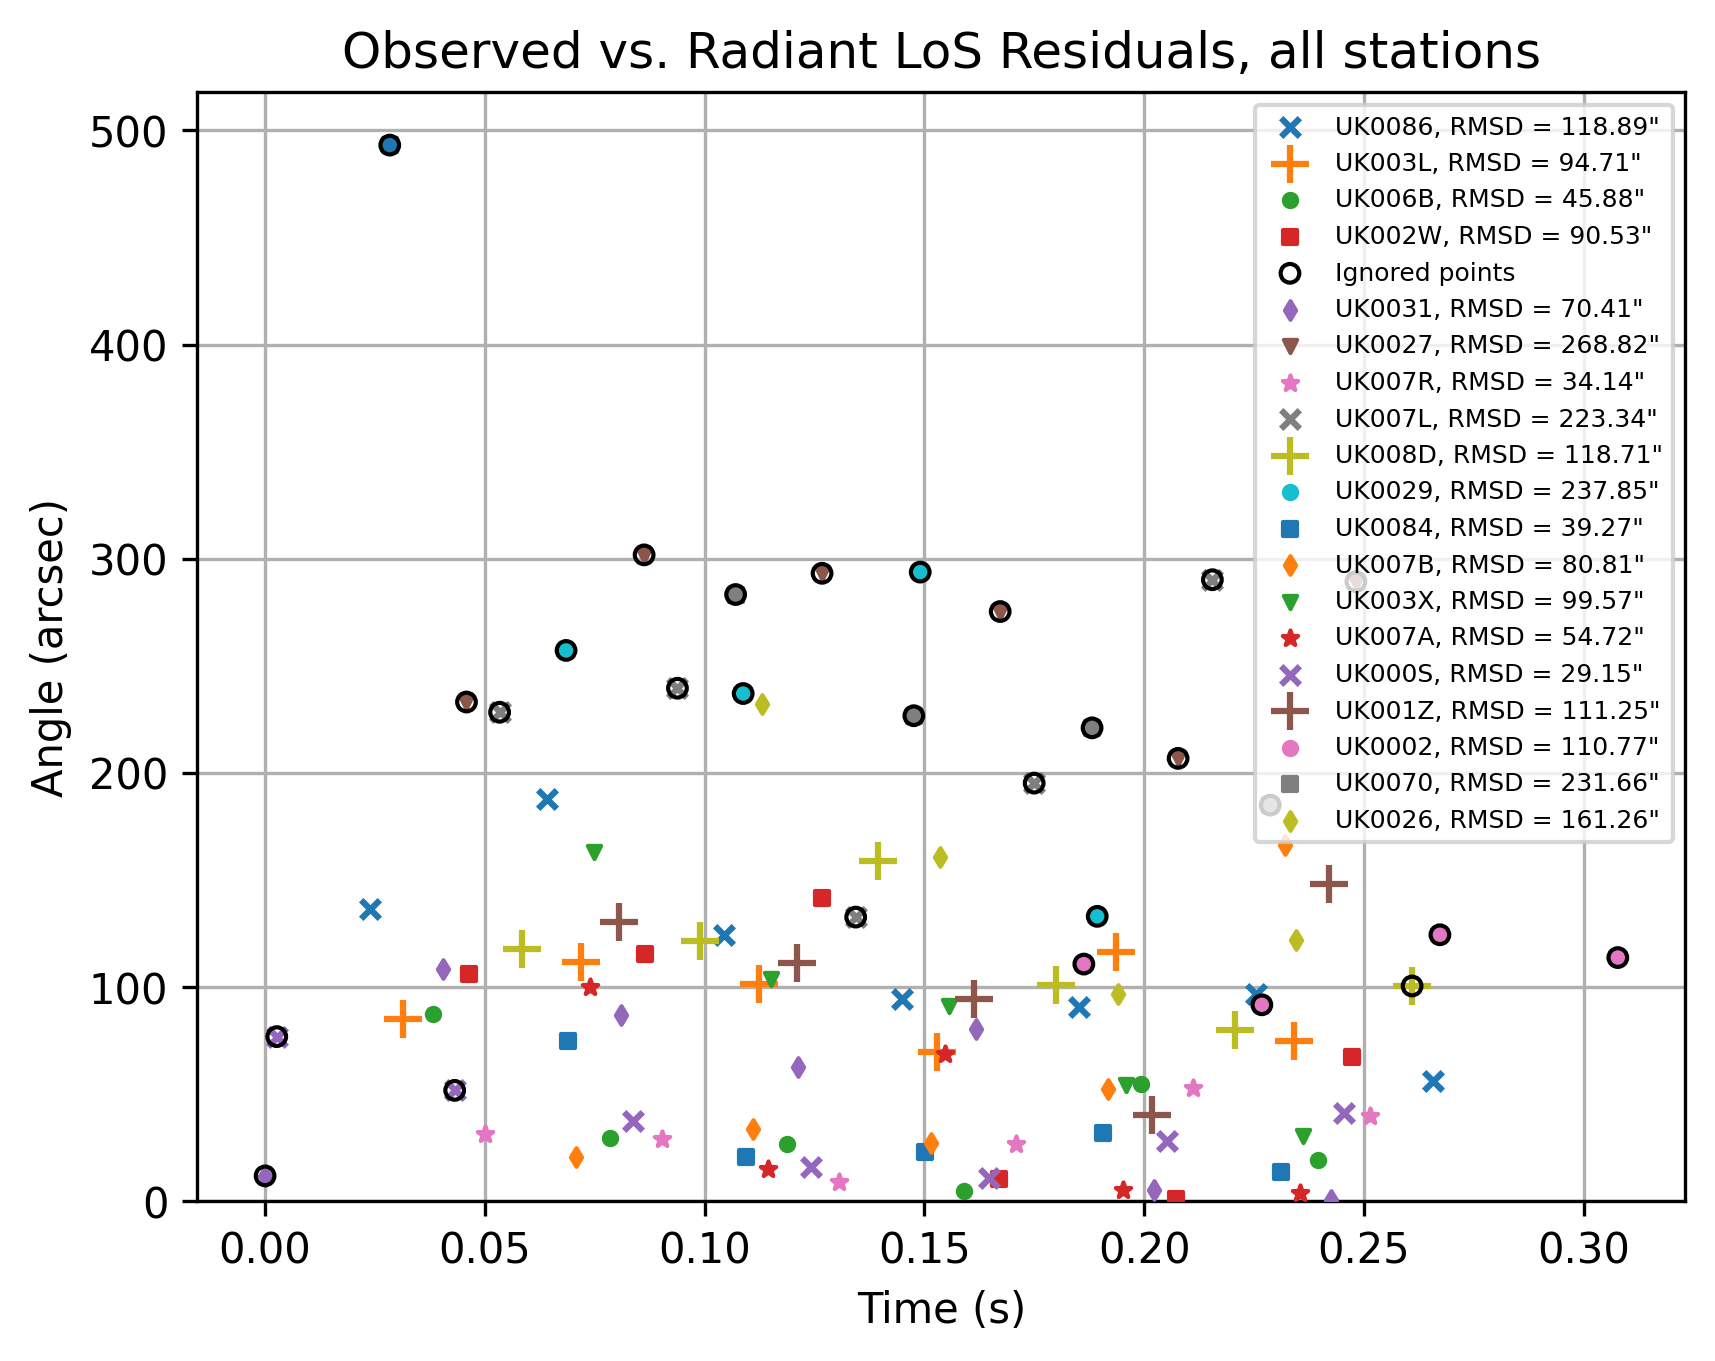 Observed vs. Radiant LoS Residuals, all stations
500
400
300
200
100
0
Angle (arcsec)
UK0086, RMSD = 118.89"
UK003L, RMSD = 94.71"
UK006B, RMSD = 45.88"
UK002W, RMSD = 90.53"
Ignored points
UK0031, RMSD = 70.41"
UK0027, RMSD = 268.82"
UK007R, RMSD = 34.14"
UK007L, RMSD = 223.34"
UK008D, RMSD = 118.71"
UK0029, RMSD = 237.85"
UK0084, RMSD = 39.27"
UK007B, RMSD = 80.81"
UK003X, RMSD = 99.57"
UK007A, RMSD = 54.72"
UK000S, RMSD = 29.15"
UK001Z, RMSD = 111.25"
UK0002, RMSD = 110.77"
UK0070, RMSD = 231.66"
UK0026, RMSD = 161.26"
0.00 0.05 0.10 0.15 0.20 0.25 0.30
Time (s)